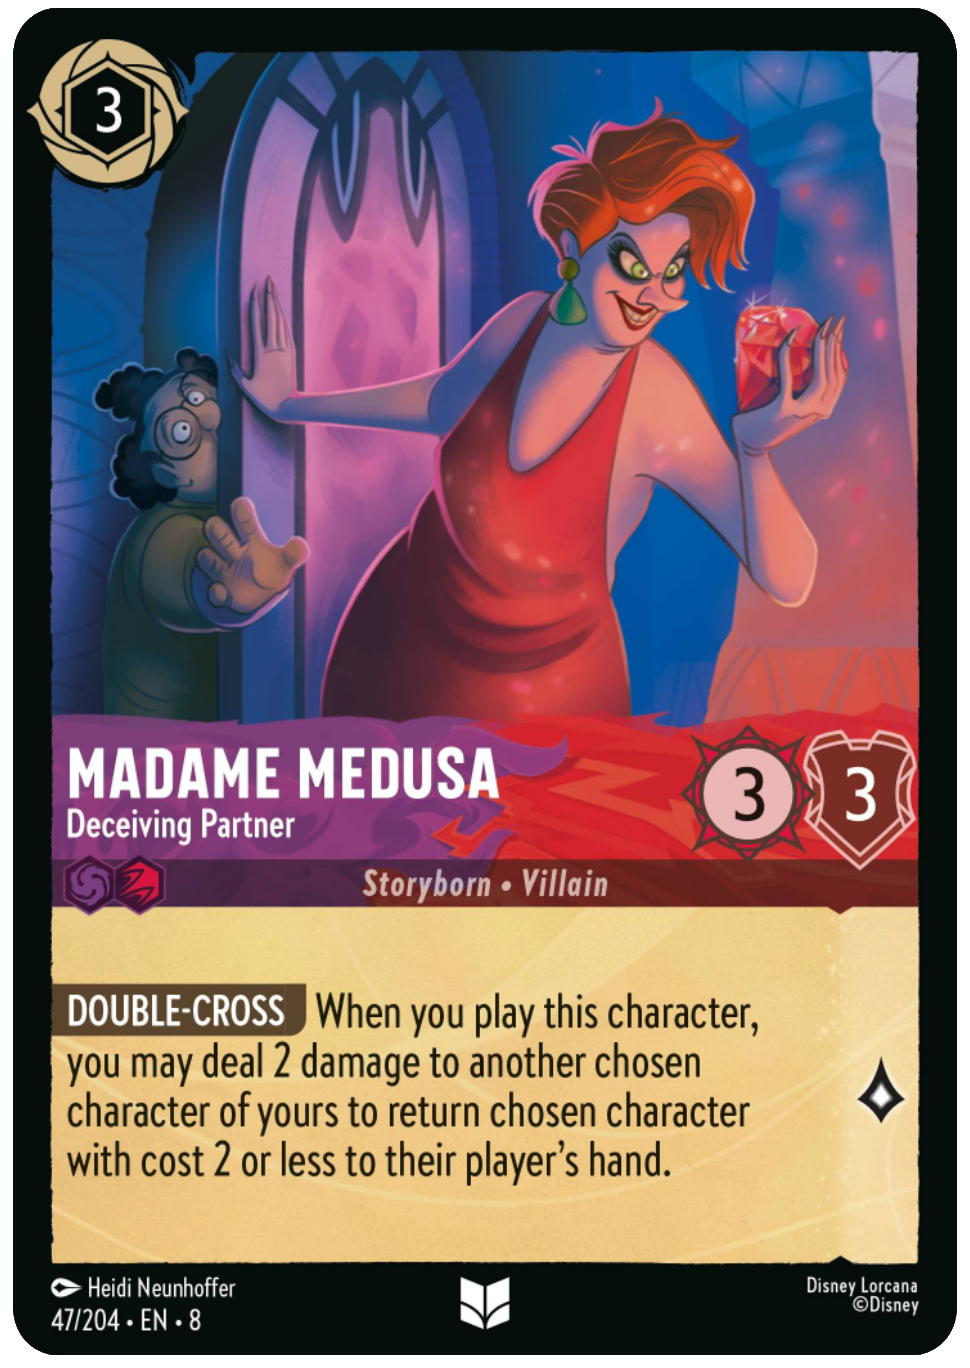 3
MADAME MEDUSA
Deceiving Partner
3 3
Storyborn • Villain
DOUBLE-CROSS When you play this character,
you may deal 2 damage to another chosen
character of yours to return chosen character
with cost 2 or less to their player's hand.
Heidi Neunhoffer
47/204 • EN • 8
Disney Lorcana
©Disney